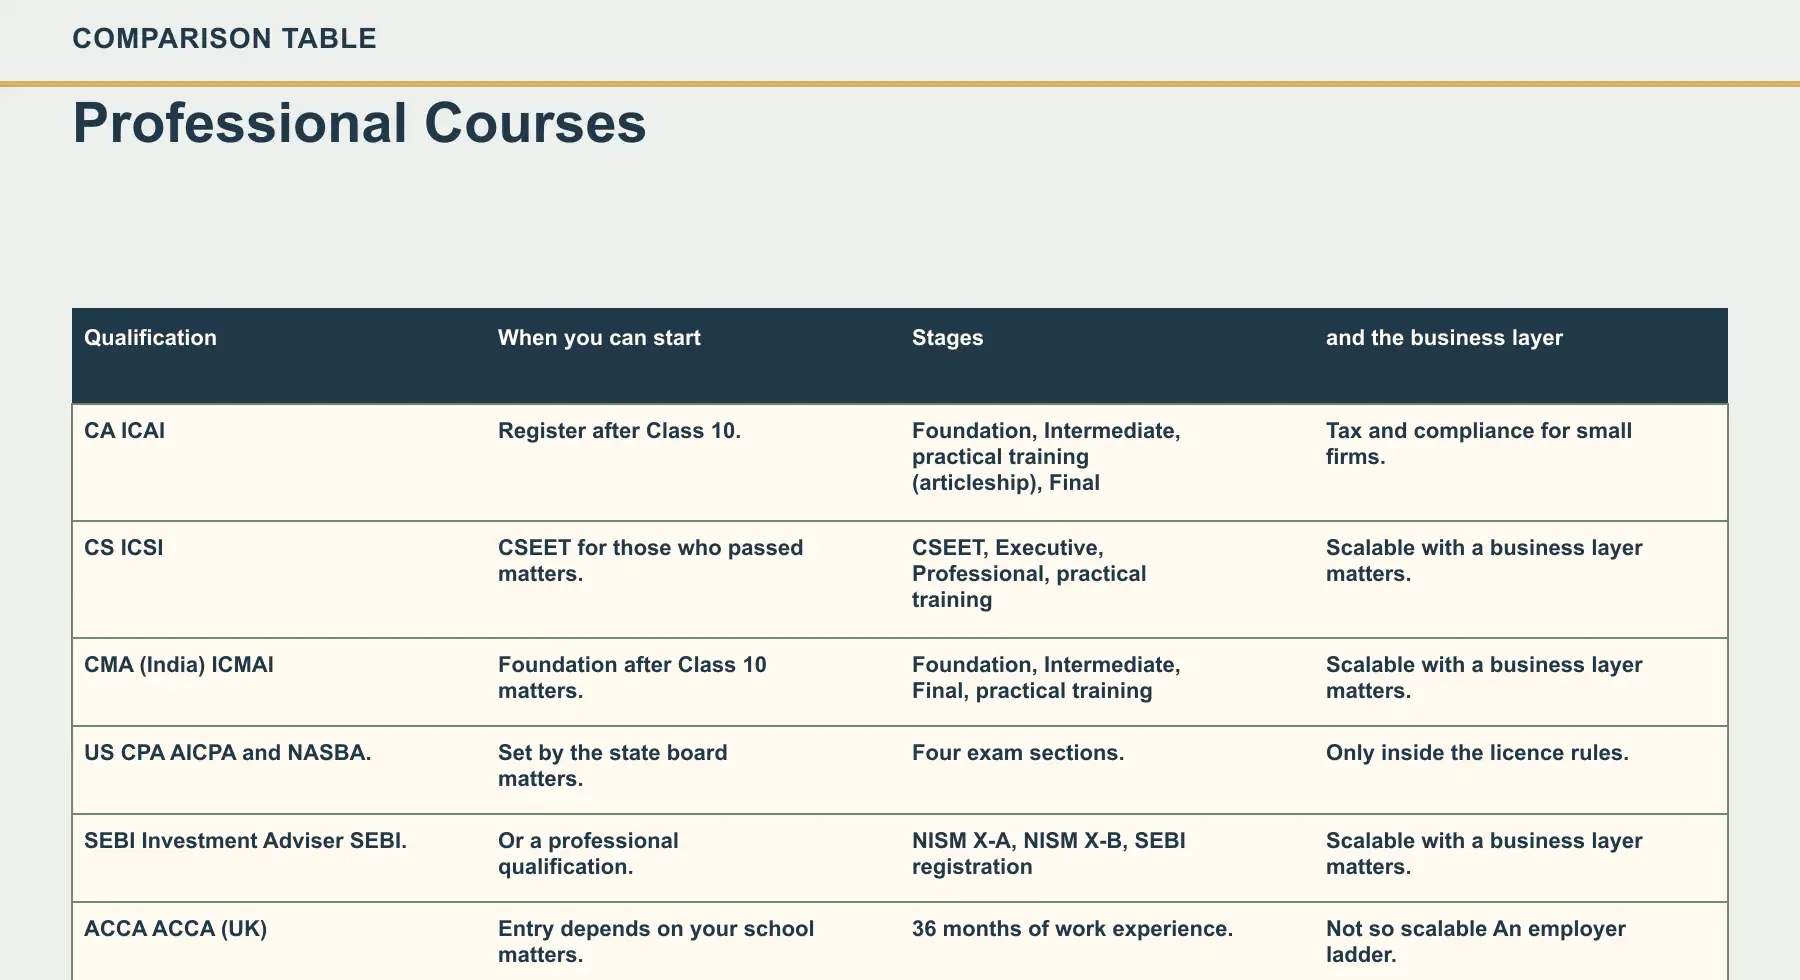 COMPARISON TABLE
Professional Courses
Qualification
When you can start
Stages
and the business layer
CA ICAI
Register after Class 10.
Foundation, Intermediate,
practical training
(articleship), Final
Tax and compliance for small
firms.
CS ICSI
CSEET for those who passed
matters.
CSEET, Executive,
Professional, practical
training
Scalable with a business layer
matters.
CMA (India) ICMAI
Foundation after Class 10
matters.
Foundation, Intermediate,
Final, practical training
Scalable with a business layer
matters.
US CPA AICPA and NASBA.
Set by the state board
matters.
Four exam sections.
Only inside the licence rules.
SEBI Investment Adviser SEBI.
Or a professional
qualification.
NISM X-A, NISM X-B, SEBI
registration
Scalable with a business layer
matters.
ACCA ACCA (UK)
Entry depends on your school
matters.
36 months of work experience.
Not so scalable An employer
ladder.